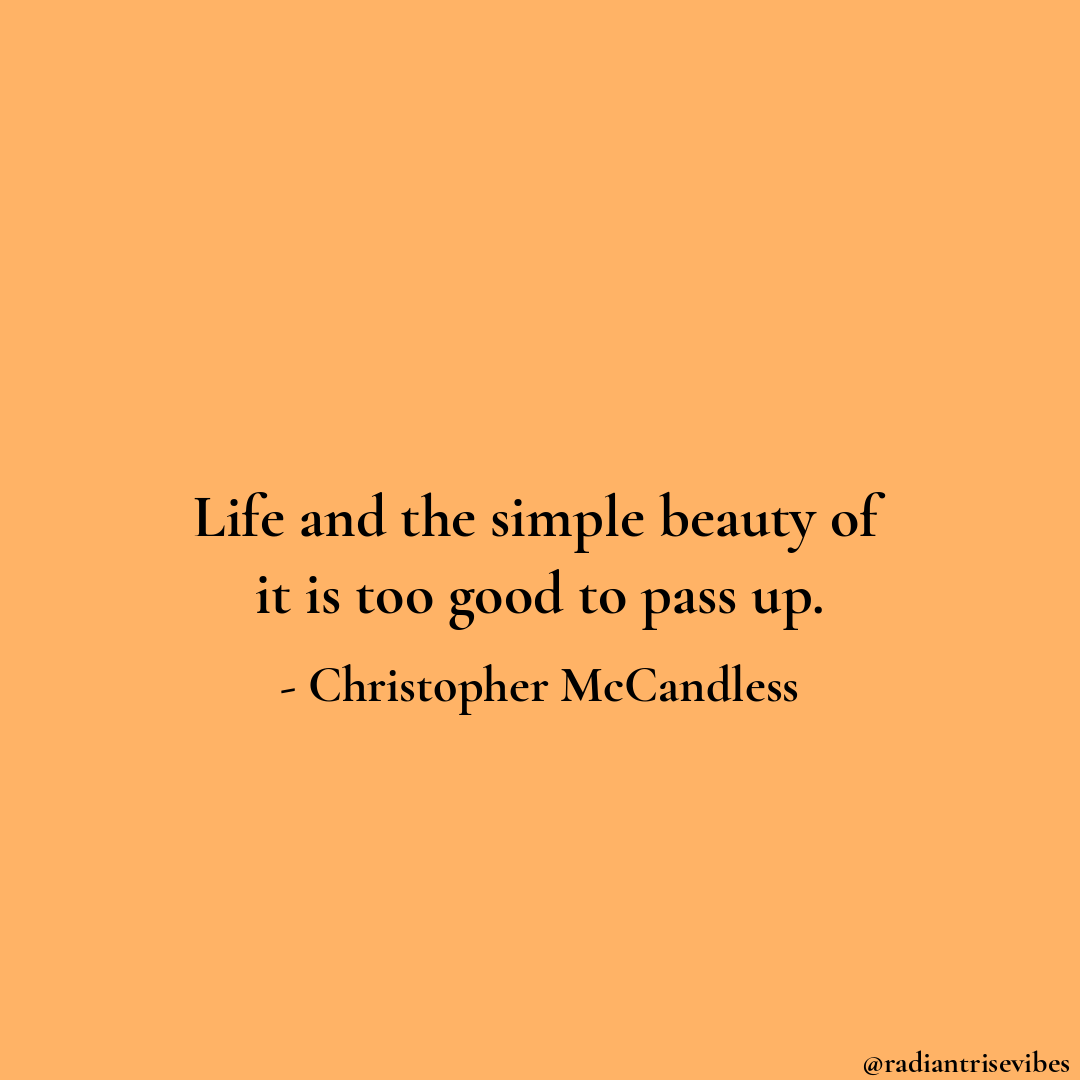 Life and the simple beauty of
it is too good to pass up.
- Christopher McCandless
@radiantrisevibes